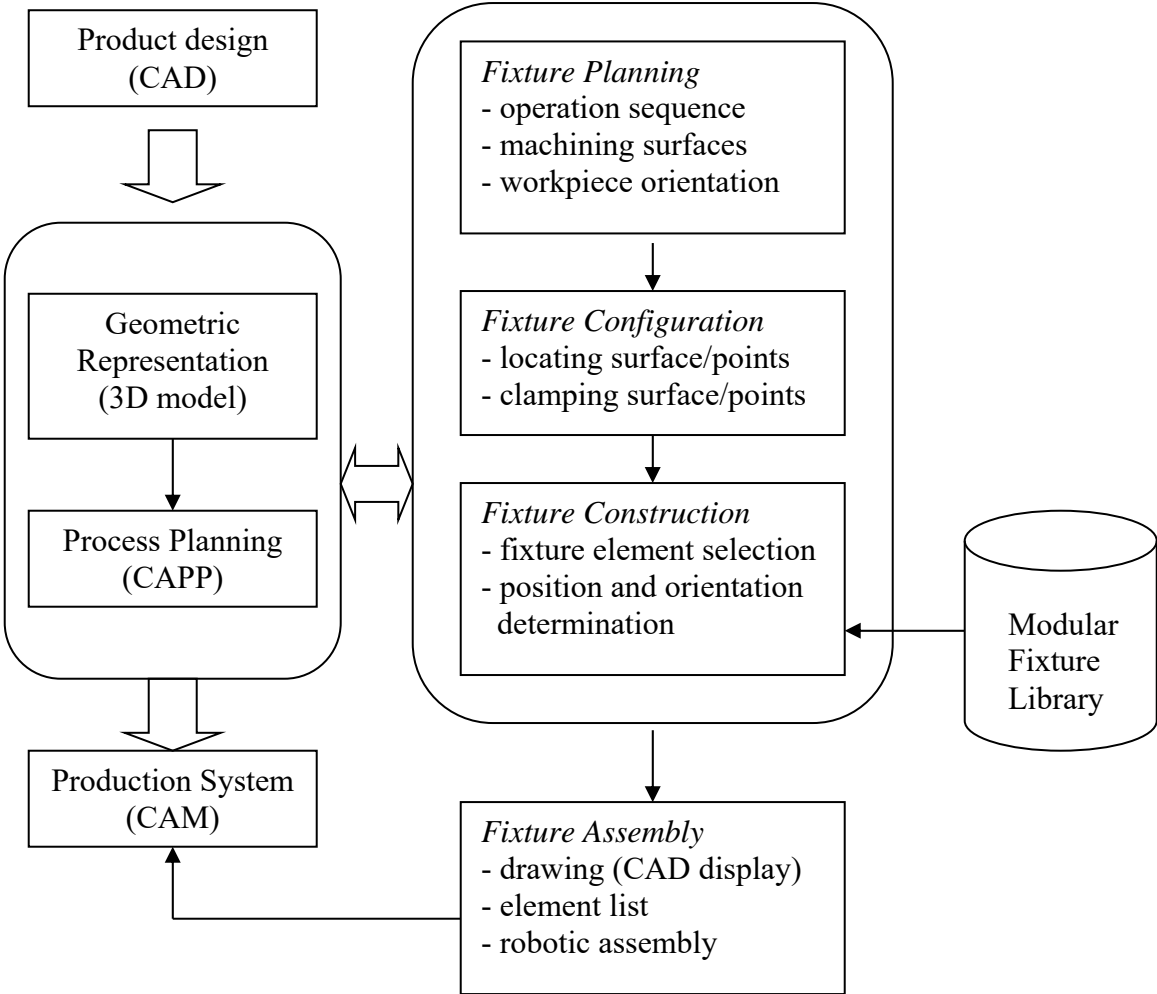 Product design
(CAD)
Geometric
Representation
(3D model)
Process Planning
(CAPP)
Production System
(CAM)
Fixture Planning
- operation sequence
- machining surfaces
- workpiece orientation
Fixture Configuration
- locating surface/points
- clamping surface/points
Fixture Construction
- fixture element selection
- position and orientation
determination
Modular
Fixture
Library
Fixture Assembly
- drawing (CAD display)
- element list
- robotic assembly